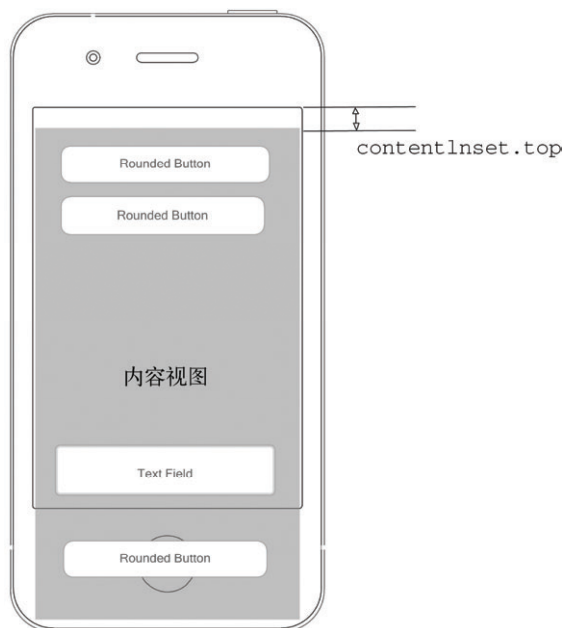 Rounded Button
contentlnset.top
Rounded Button
内容视图
Text Field
Rounded Button